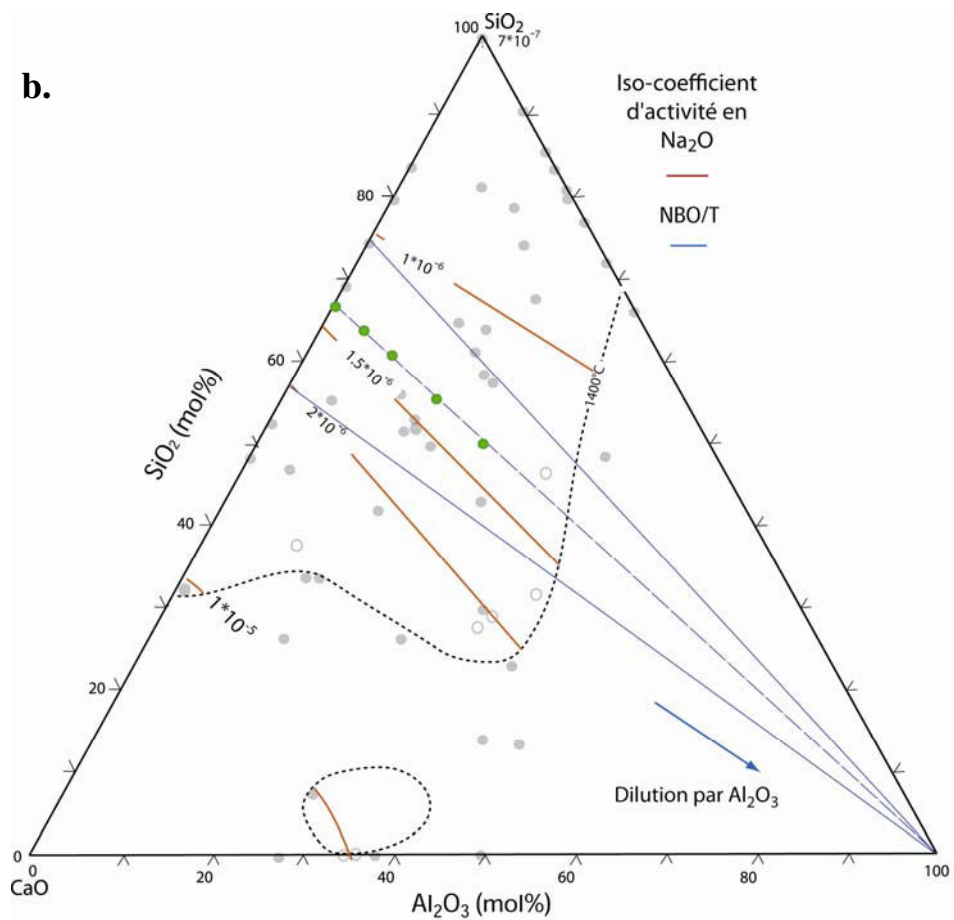 b.
100 SiO₂
7*10⁻⁷
Iso-coefficient
d'activité en
Na₂O
NBO/T
80
1*10⁻⁶
60
1.5*10⁻⁶
2*10⁻⁶
1400°C
SiO₂ (mol%)
40
1*10⁻⁵
20
Dilution par Al₂O₃
0
0
20
40
60
80
100
CaO
Al₂O₃ (mol%)